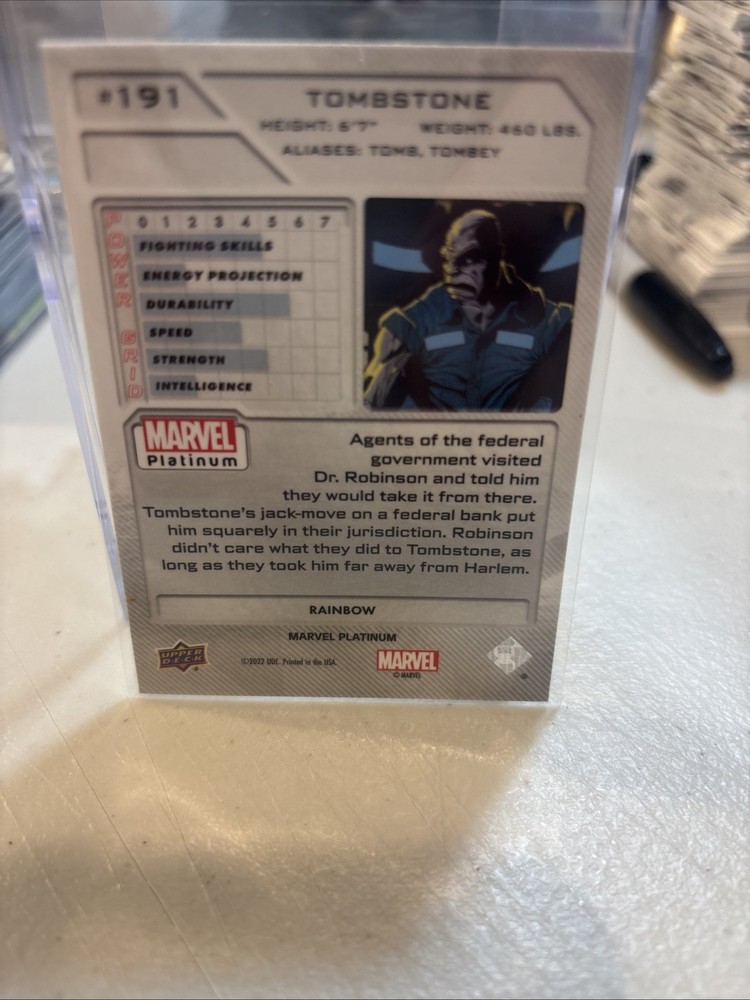 #191
TOMBSTONE
HEIGHT: 6'7" WEIGHT: 460 LBS.
ALIASES: TOMB, TOMBEY
POWER GRID
0 1 2 3 4 5 6 7
FIGHTING SKILLS
ENERGY PROJECTION
DURABILITY
SPEED
STRENGTH
INTELLIGENCE
MARVEL
Platinum
Agents of the federal
government visited
Dr. Robinson and told him
they would take it from there.
Tombstone's jack-move on a federal bank put
him squarely in their jurisdiction. Robinson
didn't care what they did to Tombstone, as
long as they took him far away from Harlem.
RAINBOW
MARVEL PLATINUM
UPPER DECK
©2022 UDC. Printed in the USA.
MARVEL
© MARVEL